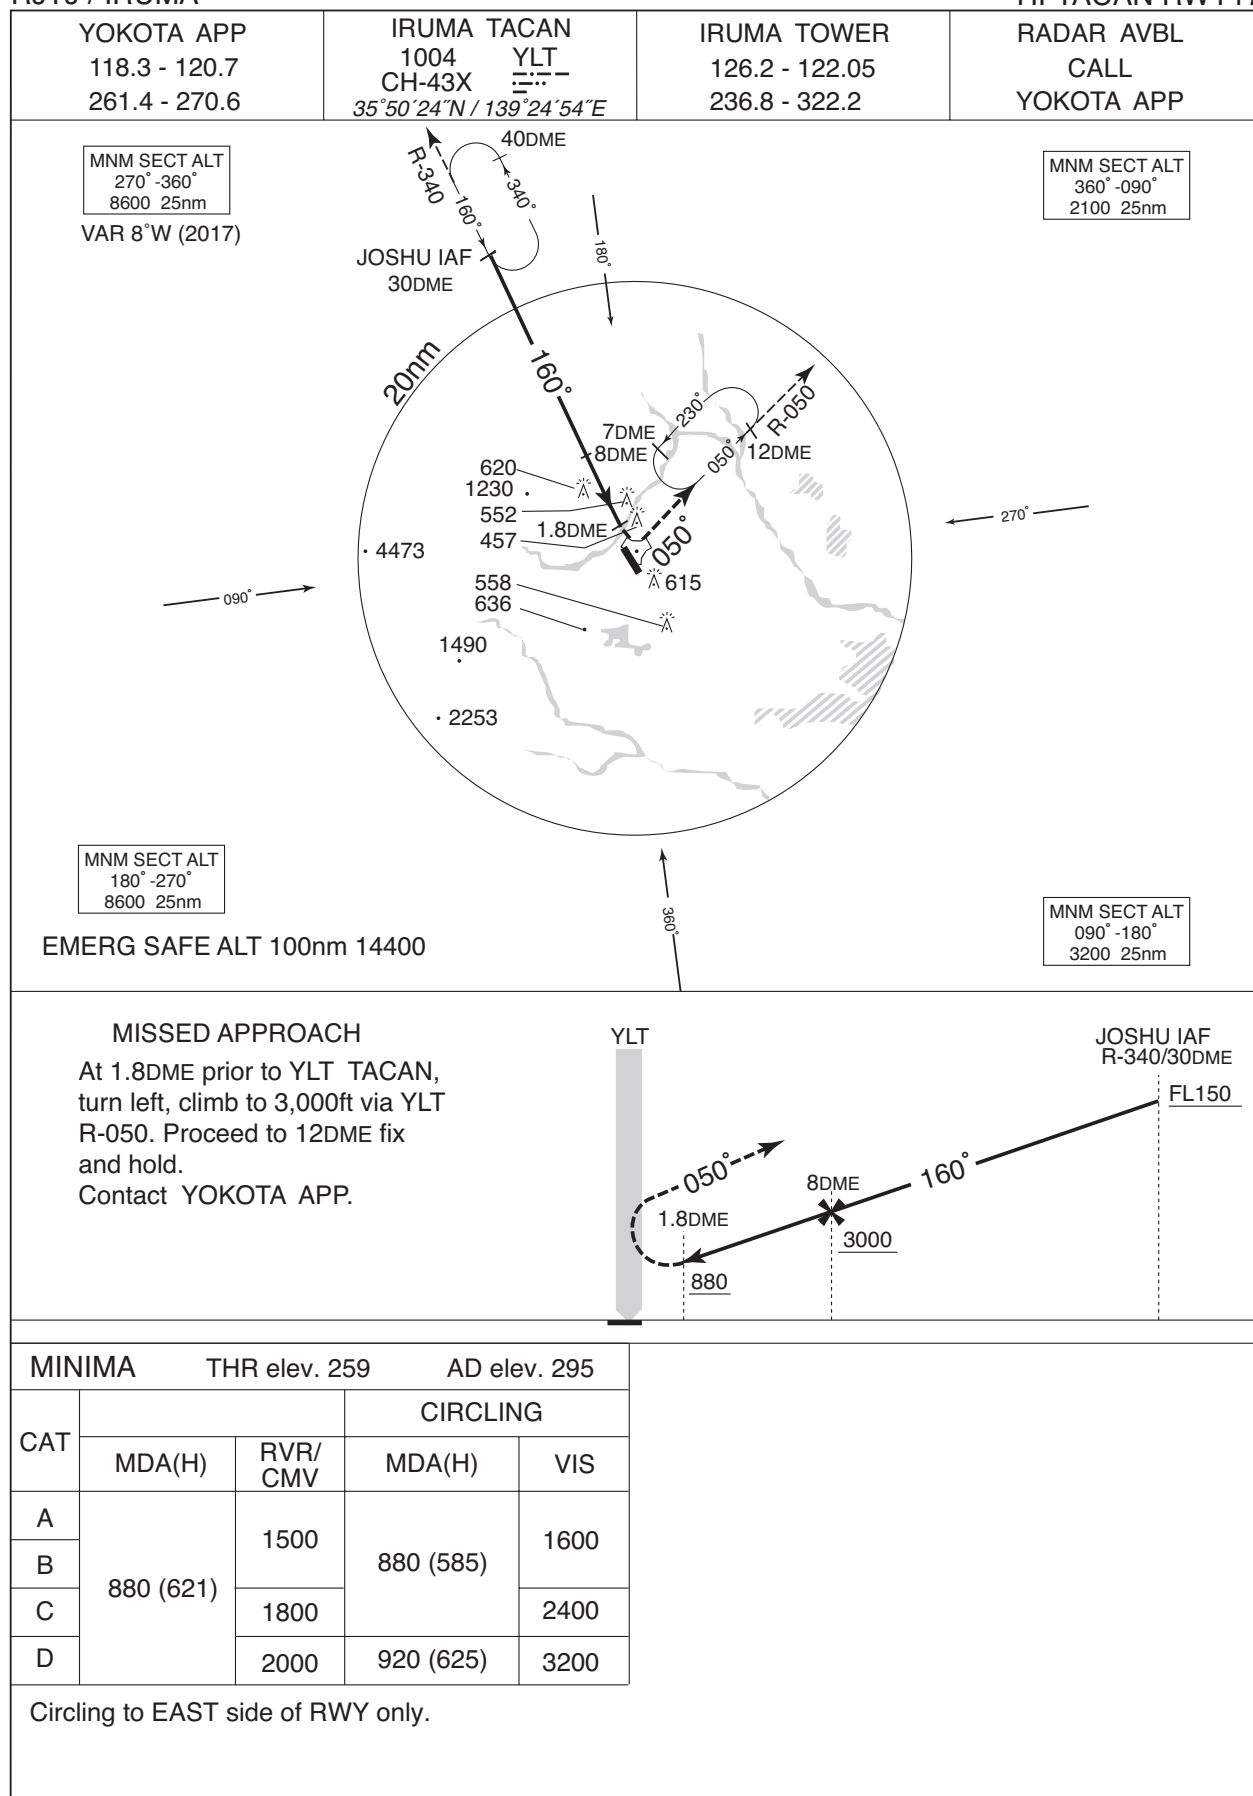 YOKOTA APP
118.3 - 120.7
261.4 - 270.6
IRUMA TACAN
1004 YLT
CH-43X
35°50´24˝N / 139°24´54˝E
IRUMA TOWER
126.2 - 122.05
236.8 - 322.2
RADAR AVBL
CALL
YOKOTA APP
MNM SECT ALT
270°-360°
8600 25nm
VAR 8°W (2017)
MNM SECT ALT
360°-090°
2100 25nm
40DME
R-340
340°
160°
JOSHU IAF
30DME
180°
20nm
160°
230°
R-050
7DME
8DME
050°
12DME
620
1230
552
1.8DME
457
050°
4473
270°
090°
558
615
636
1490
2253
360°
MNM SECT ALT
180°-270°
8600 25nm
EMERG SAFE ALT 100nm 14400
MNM SECT ALT
090°-180°
3200 25nm
MISSED APPROACH
At 1.8DME prior to YLT TACAN,
turn left, climb to 3,000ft via YLT
R-050. Proceed to 12DME fix
and hold.
Contact YOKOTA APP.
YLT
JOSHU IAF
R-340/30DME
FL150
050°
8DME
160°
1.8DME
3000
880
MINIMA THR elev. 259 AD elev. 295
CAT
CIRCLING
MDA(H)
RVR/
CMV
MDA(H)
VIS
A
B
C
D
880 (621)
1500
1800
2000
880 (585)
920 (625)
1600
2400
3200
Circling to EAST side of RWY only.